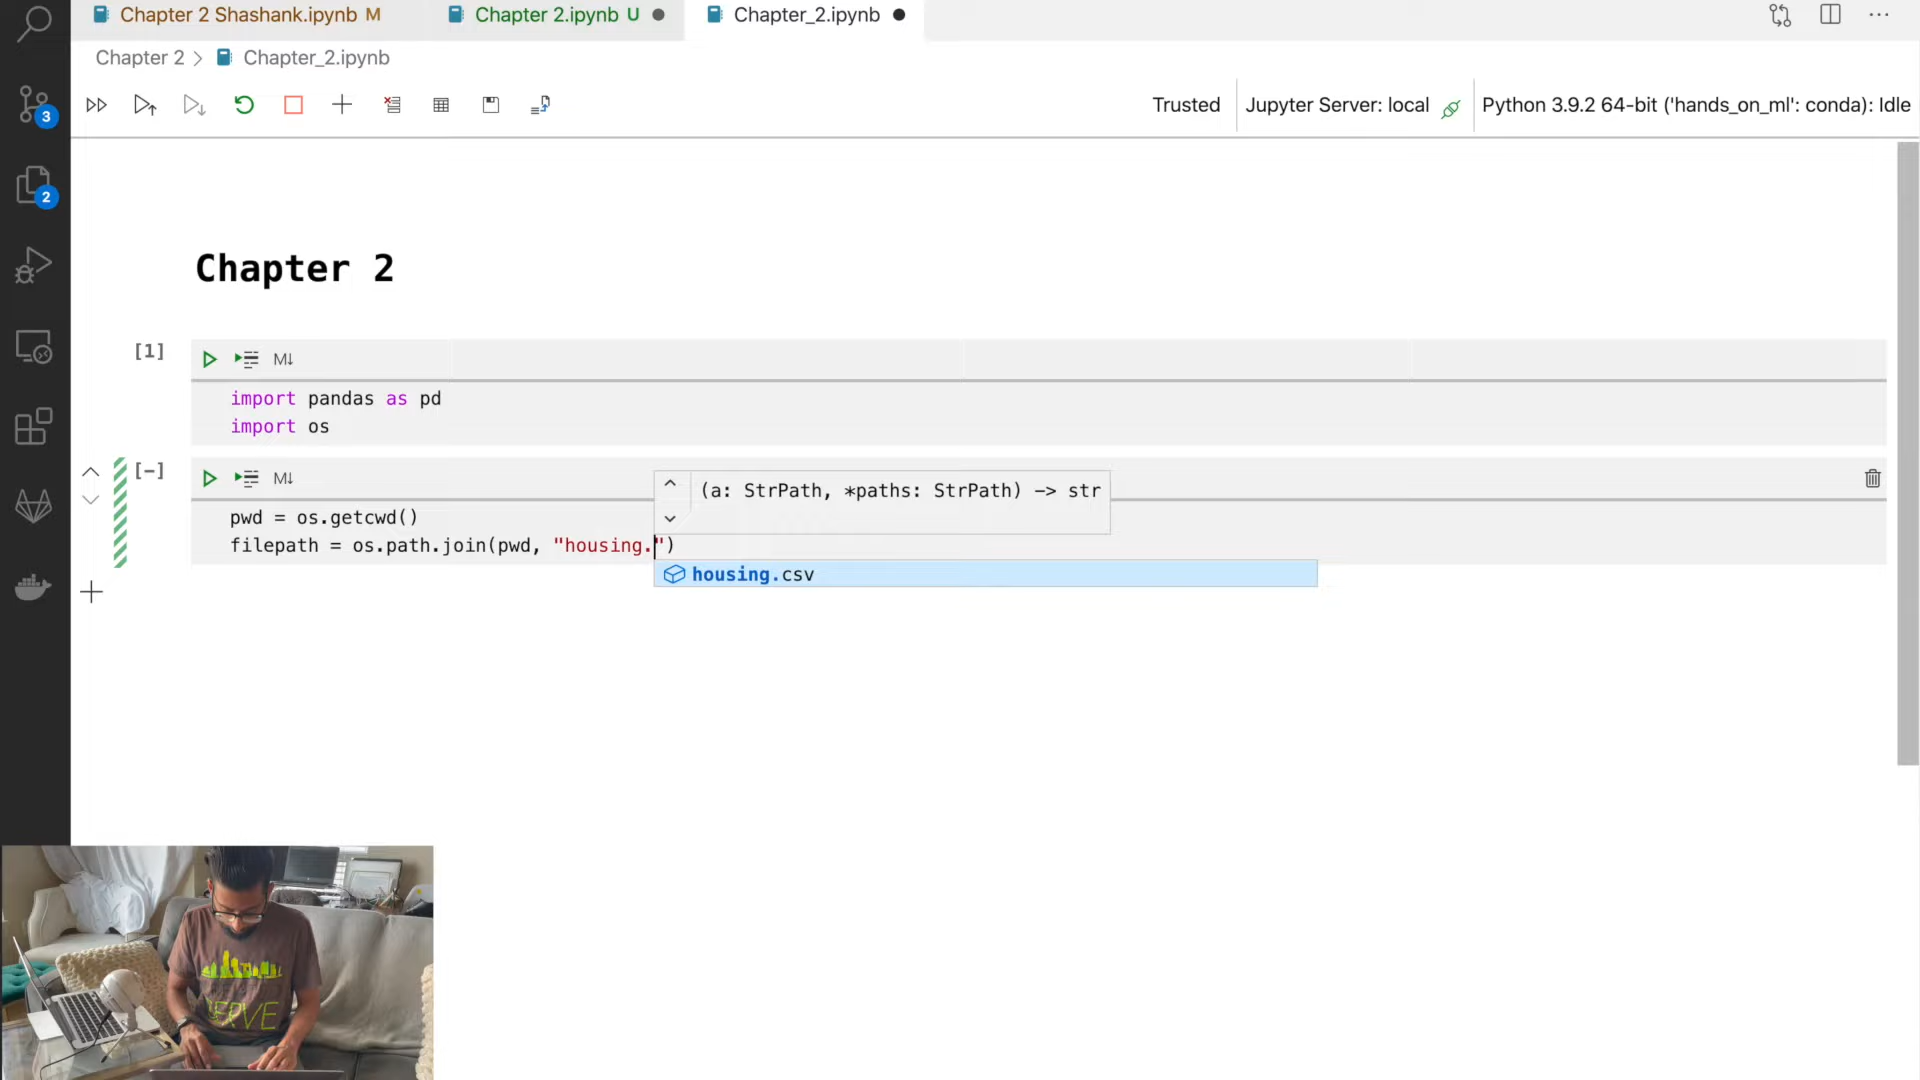 Chapter 2 Shashank.ipynb M
Chapter 2.ipynb U
Chapter_2.ipynb
Chapter 2 > Chapter_2.ipynb
3
2
Trusted
Jupyter Server: local
Python 3.9.2 64-bit ('hands_on_ml': conda): Idle
Chapter 2
[1]
M↓
import pandas as pd
import os
[-]
M↓
(a: StrPath, *paths: StrPath) -> str
pwd = os.getcwd()
filepath = os.path.join(pwd, "housing.")
housing.csv
SERVE